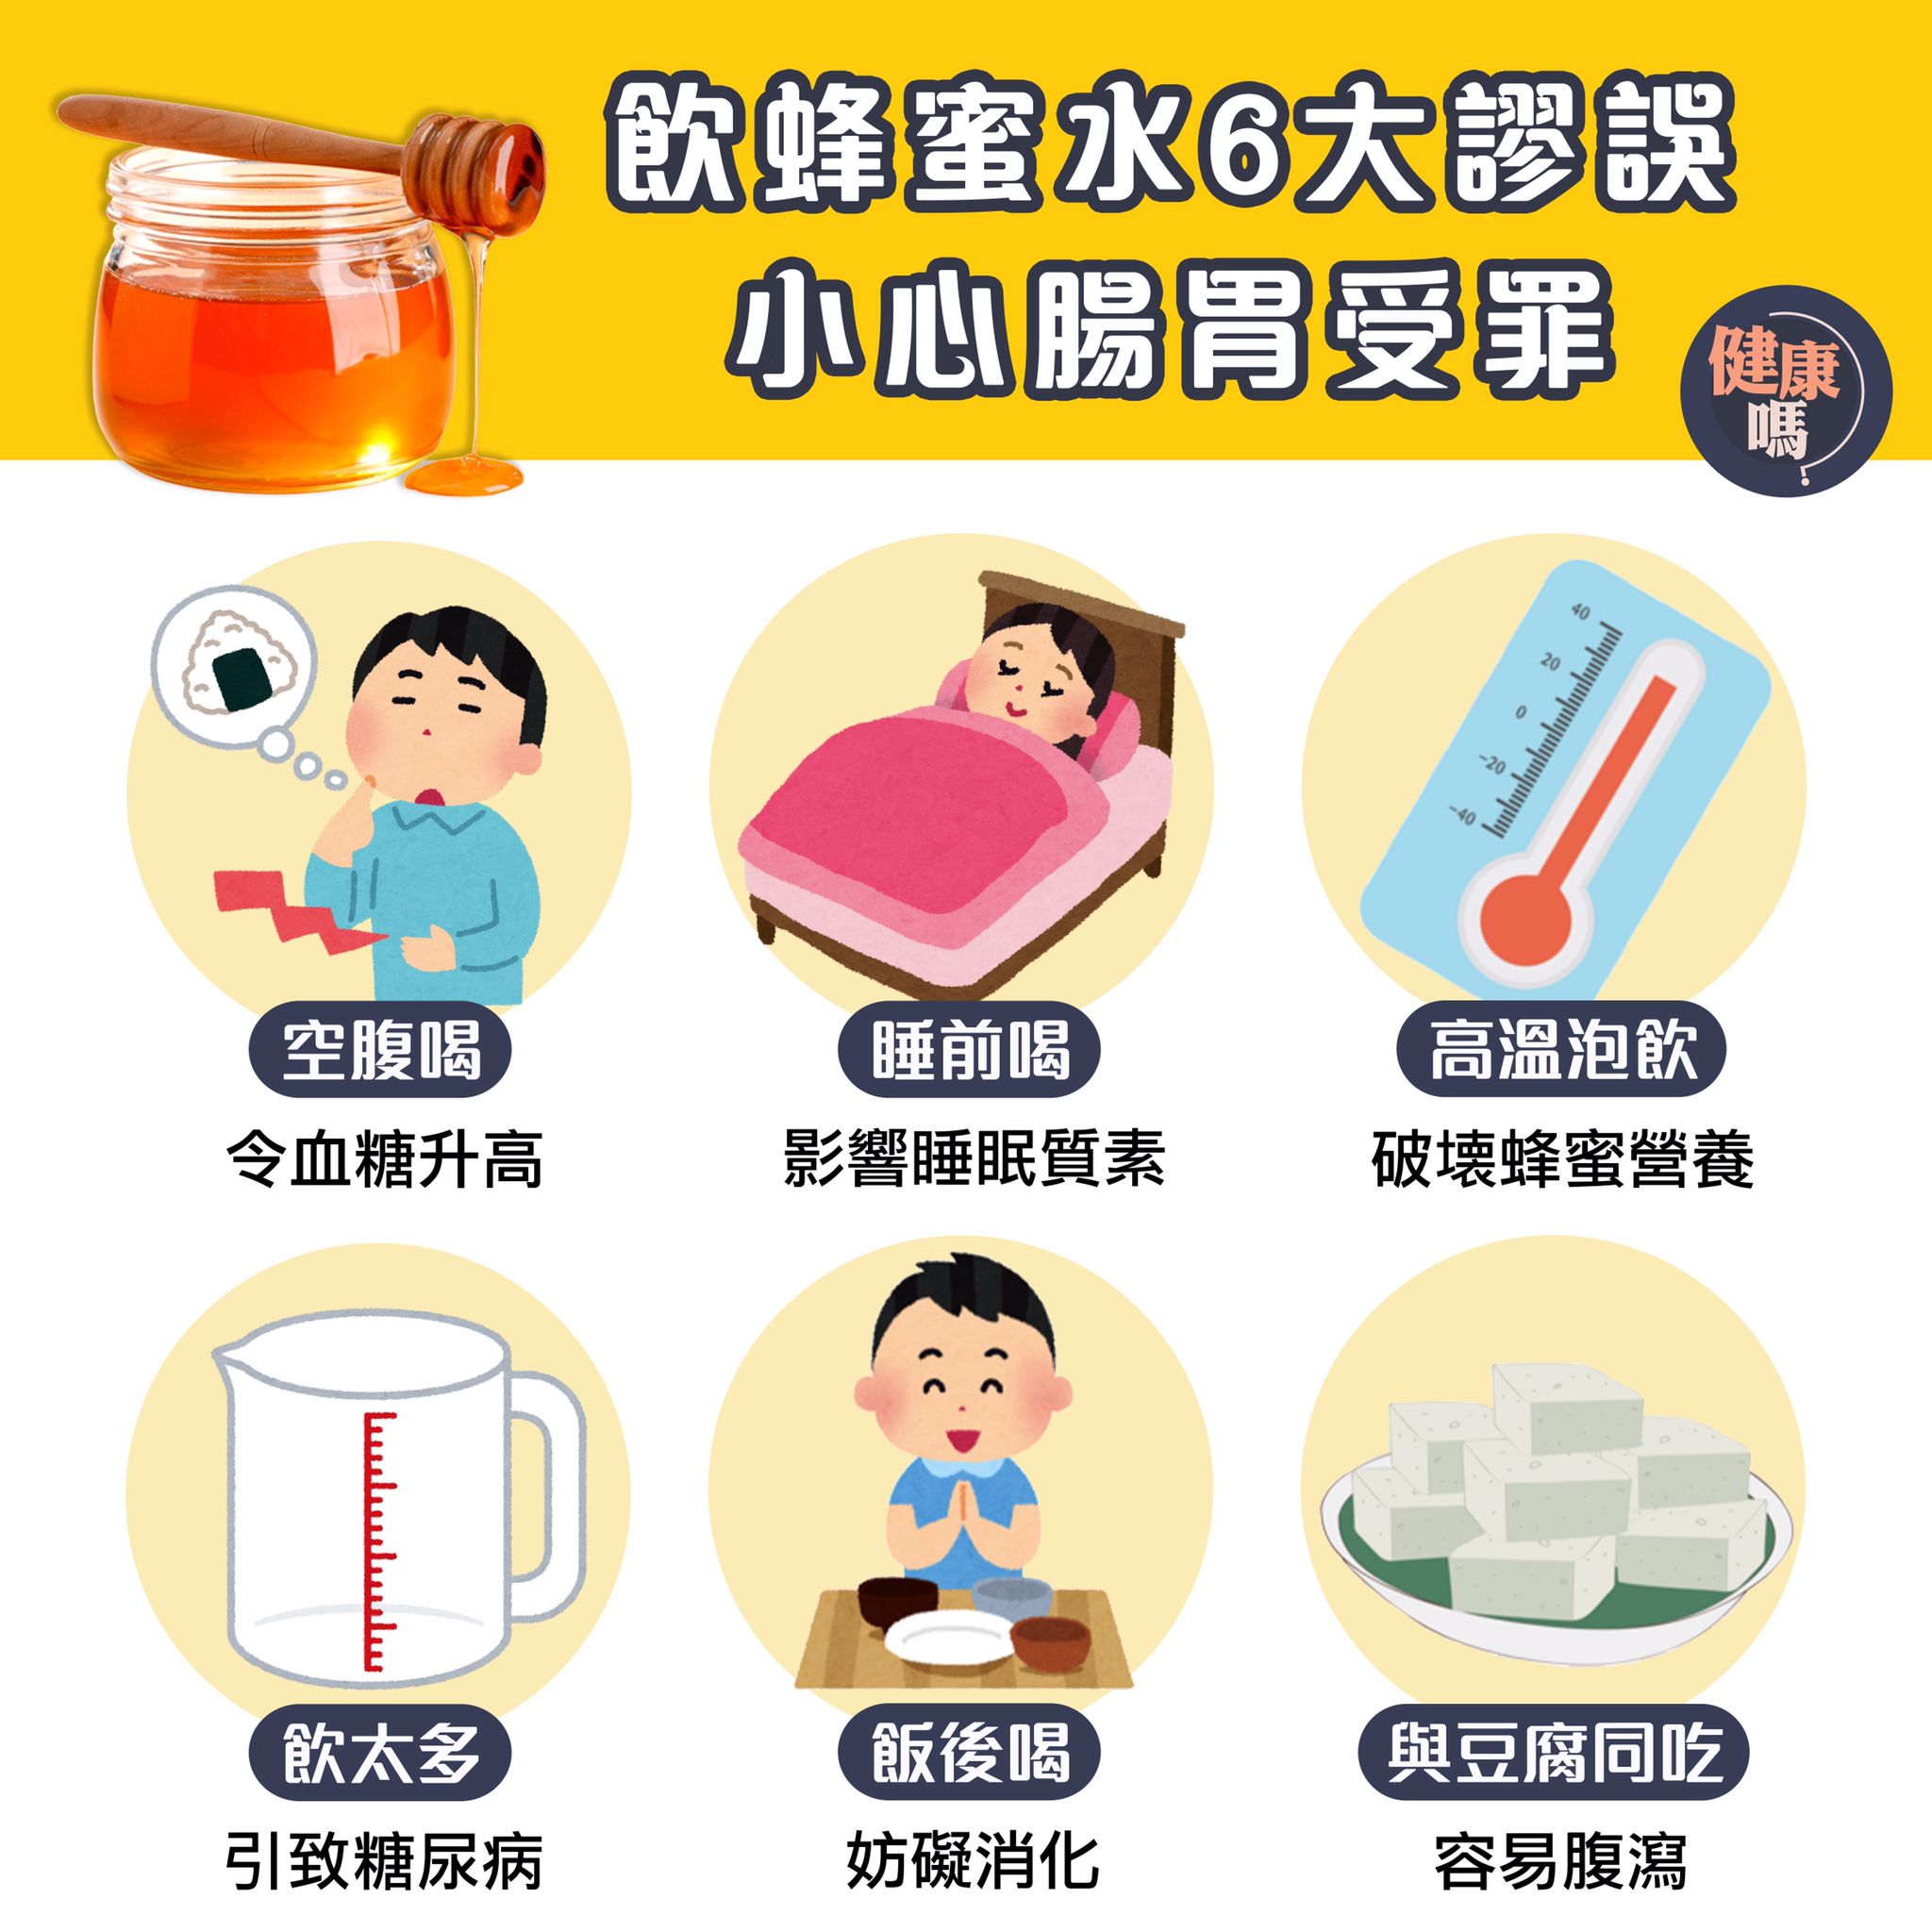 飲蜂蜜水6大謬誤
小心腸胃受罪
健康
嗎?
40
20
0
-20
-40
空腹喝
令血糖升高
睡前喝
影響睡眠質素
高溫泡飲
破壊蜂蜜營養
飲太多
引致糖尿病
飯後喝
妨礙消化
與豆腐同吃
容易腹瀉